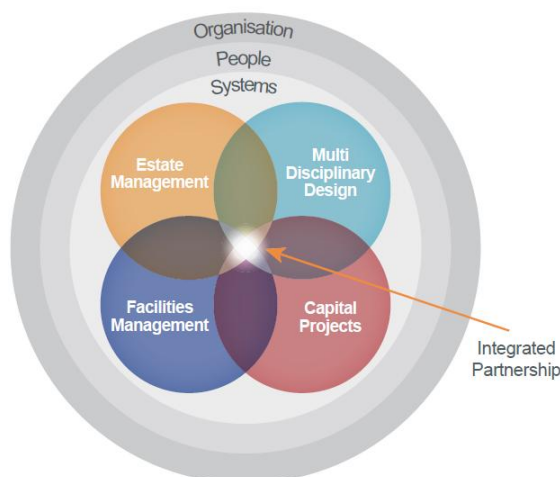 Organisation
People
Systems
Estate
Management
Multi
Disciplinary
Design
Facilities
Management
Capital
Projects
Integrated
Partnership